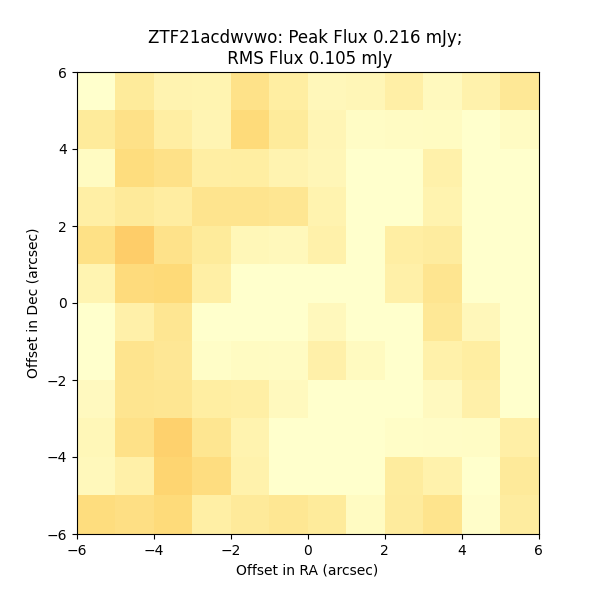 ZTF21acdwvwo: Peak Flux 0.216 mJy;
RMS Flux 0.105 mJy
6
4
2
0
−2
−4
−6
Offset in Dec (arcsec)
−6 −4 −2 0 2 4 6
Offset in RA (arcsec)